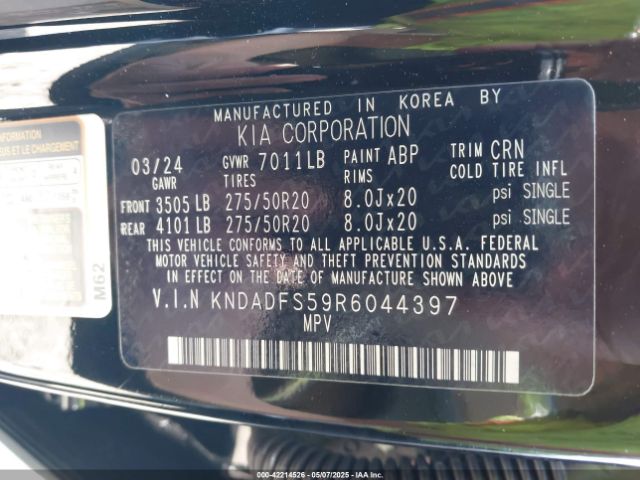 MANUFACTURED IN KOREA BY
KIA CORPORATION
03/24 GVWR 7011LB PAINT ABP TRIM CRN
GAWR TIRES RIMS COLD TIRE INFL
FRONT 3505 LB 275/50R20 8.0Jx20 psi SINGLE
REAR 4101 LB 275/50R20 8.0Jx20 psi SINGLE
THIS VEHICLE CONFORMS TO ALL APPLICABLE U.S.A. FEDERAL
MOTOR VEHICLE SAFETY AND THEFT PREVENTION STANDARDS
IN EFFECT ON THE DATE OF MANUFACTURE SHOWN ABOVE
V.I.N KNDADFS59R6044397
MPV
INFORMATION
ET LE CHARGEMENT
M62
000-42214526 - 05/07/2025 - IAA Inc.